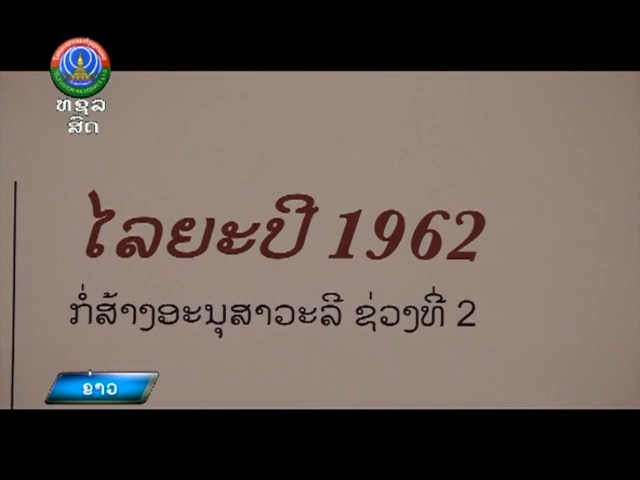 ທຊລ
ສົດ
ໄລຍະປີ 1962
ກໍ່ສ້າງອະນຸສາວະລີ ຊ່ວງທີ່ 2
ຂ່າວ